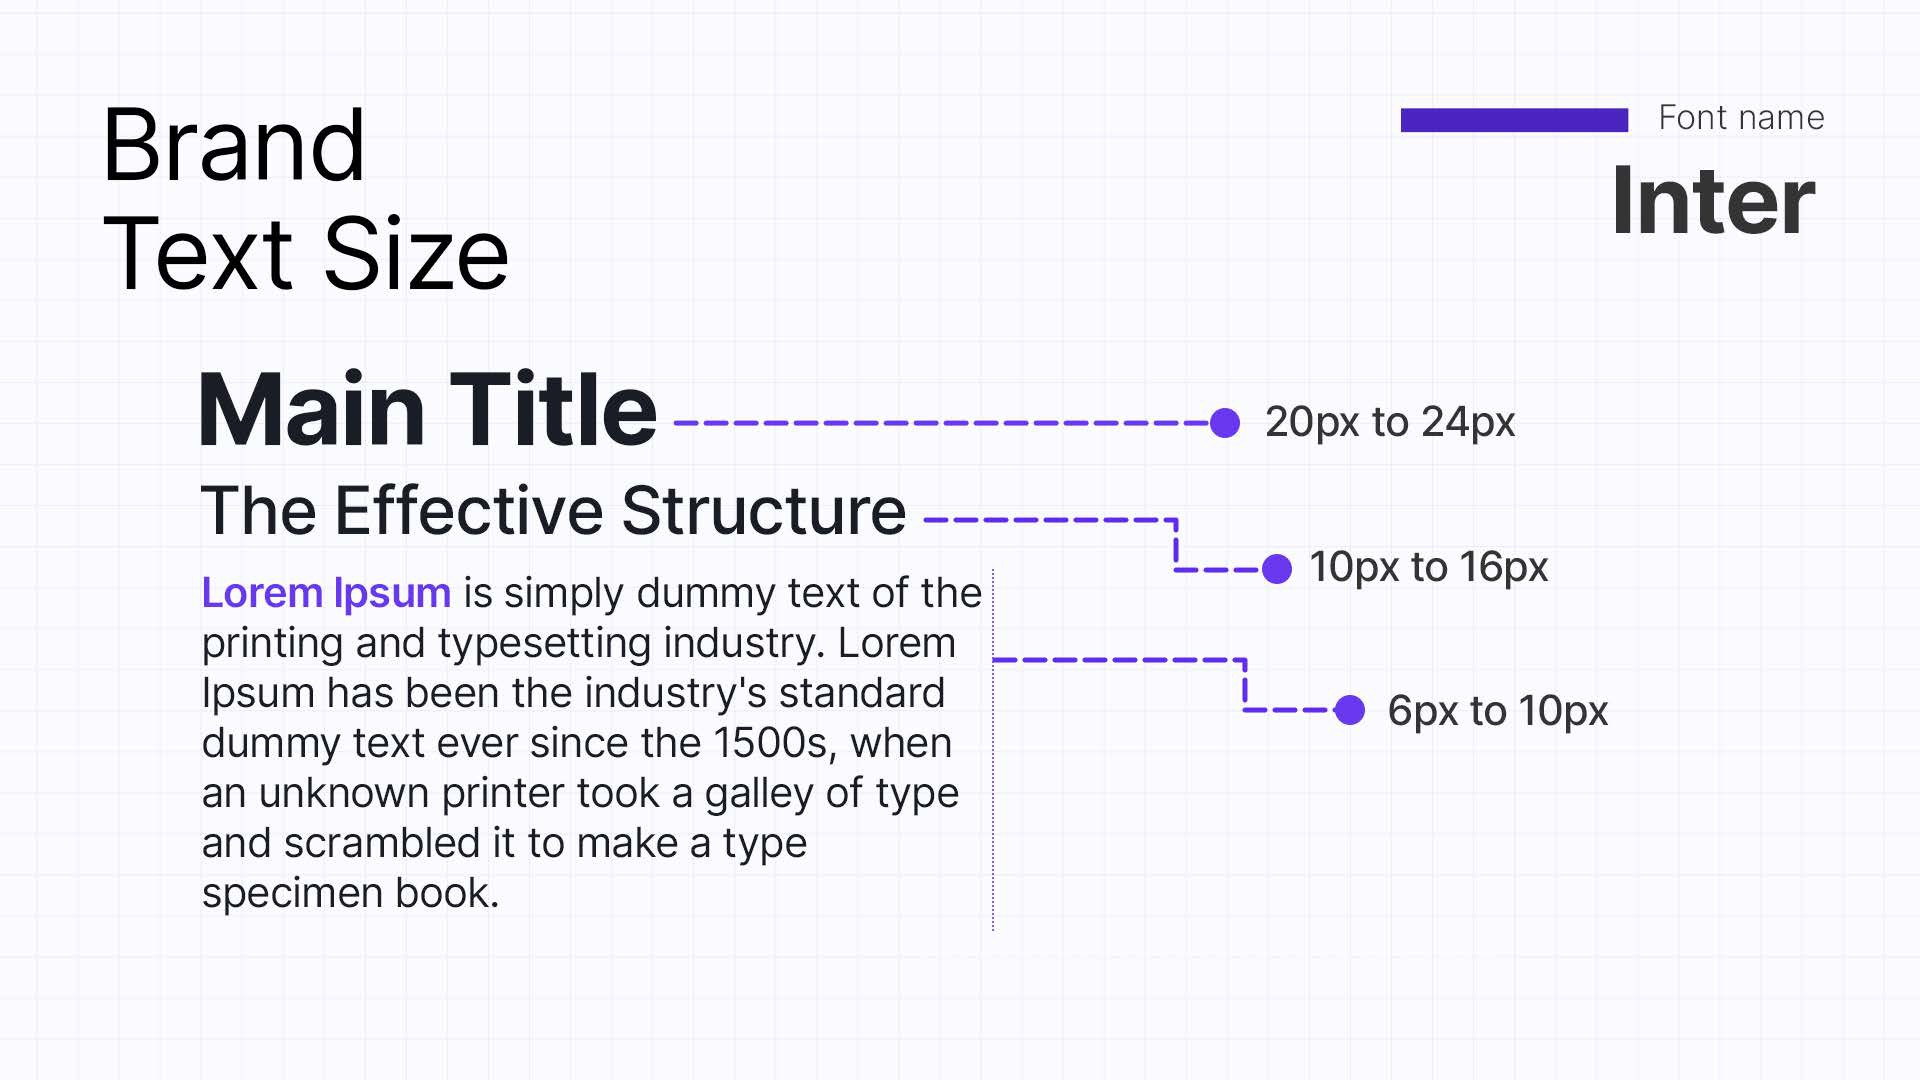 Brand
Text Size
Font name
Inter
Main Title
20px to 24px
The Effective Structure
10px to 16px
Lorem Ipsum is simply dummy text of the
printing and typesetting industry. Lorem
Ipsum has been the industry's standard
dummy text ever since the 1500s, when
an unknown printer took a galley of type
and scrambled it to make a type
specimen book.
6px to 10px